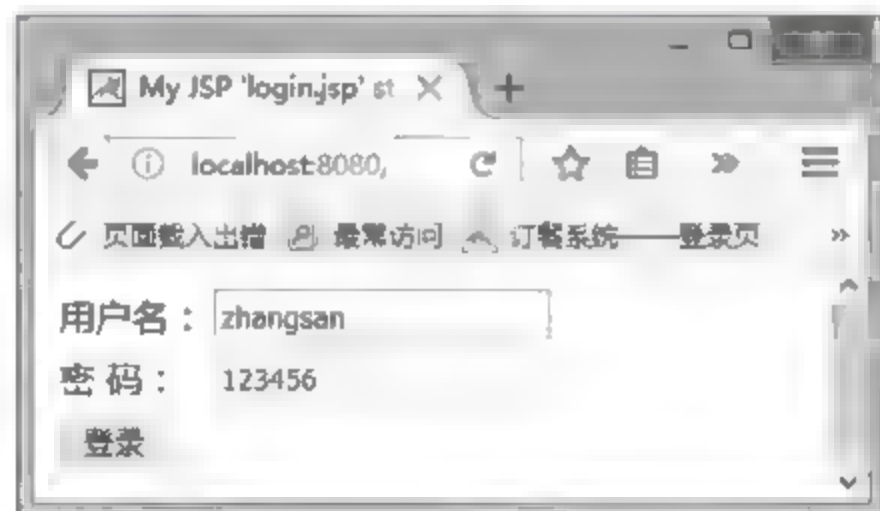 My JSP 'login.jsp' st
localhost:8080,
页面载入出错 最常访问 订餐系统——登录页
用户名： zhangsan
密 码： 123456
登录